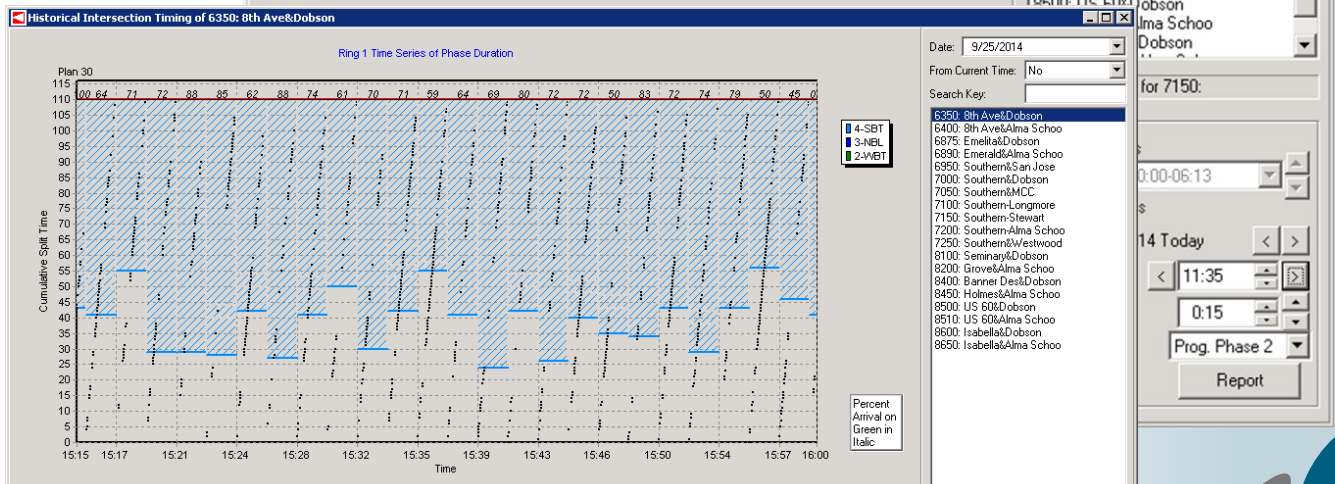 18600: US 60&Dobson
Historical Intersection Timing of 6350: 8th Ave&Dobson
Ring 1 Time Series of Phase Duration
Plan 30
115
110
105
100
95
90
85
80
75
70
65
60
55
50
45
40
35
30
25
20
15
10
5
0
Cumulative Split Time
00 64 71 72 88 85 62 88 74 61 70 71 59 64 69 80 72 72 50 83 72 74 79 50 45 0
15:15 15:17 15:21 15:24 15:28 15:32 15:35 15:39 15:43 15:46 15:50 15:54 15:57 16:00
Time
4-SBT
3-NBL
2-WBT
Percent
Arrival on
Green in
Italic
Date: 9/25/2014
From Current Time: No
Search Key:
6350: 8th Ave&Dobson
6400: 8th Ave&Alma Schoo
6875: Emelita&Dobson
6890: Emerald&Alma Schoo
6950: Southern&San Jose
7000: Southern&Dobson
7050: Southern&MCC
7100: Southern-Longmore
7150: Southern-Stewart
7200: Southern-Alma Schoo
7250: Southern&Westwood
8100: Seminary&Dobson
8200: Grove&Alma Schoo
8400: Banner Des&Dobson
8450: Holmes&Alma Schoo
8500: US 60&Dobson
8510: US 60&Alma Schoo
8600: Isabella&Dobson
8650: Isabella&Alma Schoo
lma Schoo
Dobson
for 7150:
s
0:00-06:13
s
14 Today < >
< 11:35 >
0:15
Prog. Phase 2
Report